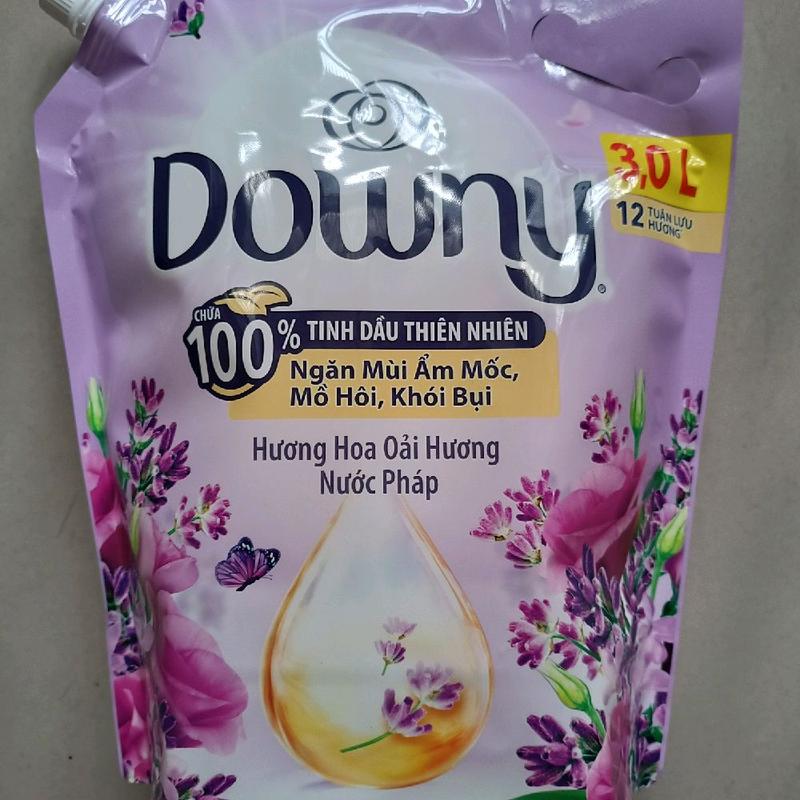 Downy
3,0 L
12 TUẦN LƯU
HƯƠNG
CHỨA
100% TINH DẦU THIÊN NHIÊN
Ngăn Mùi Ẩm Mốc,
Mồ Hôi, Khói Bụi
Hương Hoa Oải Hương
Nước Pháp